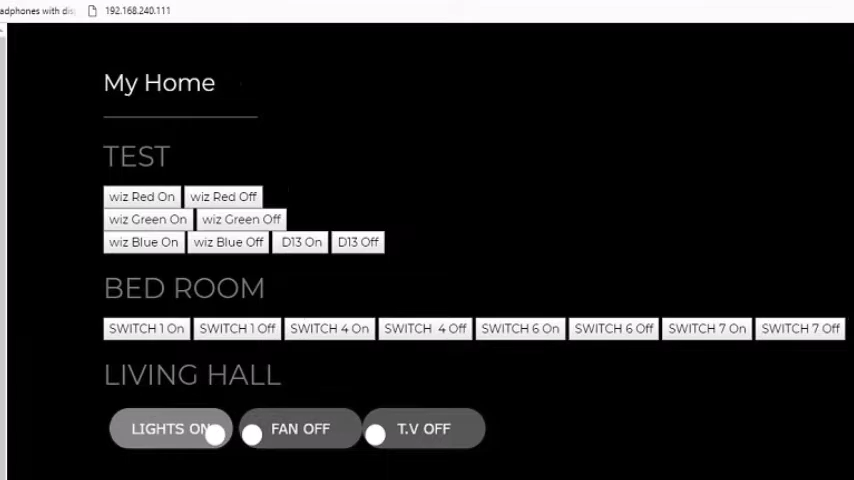 adphones with dis 192.168.240.111
My Home
TEST
wiz Red On wiz Red Off
wiz Green On wiz Green Off
wiz Blue On wiz Blue Off D13 On D13 Off
BED ROOM
SWITCH 1 On SWITCH 1 Off SWITCH 4 On SWITCH 4 Off SWITCH 6 On SWITCH 6 Off SWITCH 7 On SWITCH 7 Off
LIVING HALL
LIGHTS ON FAN OFF T.V OFF